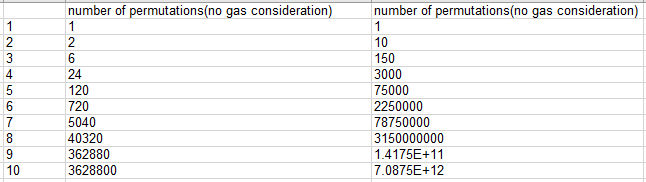 number of permutations(no gas consideration) number of permutations(no gas consideration)
1 1 1
2 2 10
3 6 150
4 24 3000
5 120 75000
6 720 2250000
7 5040 78750000
8 40320 3150000000
9 362880 1.4175E+11
10 3628800 7.0875E+12